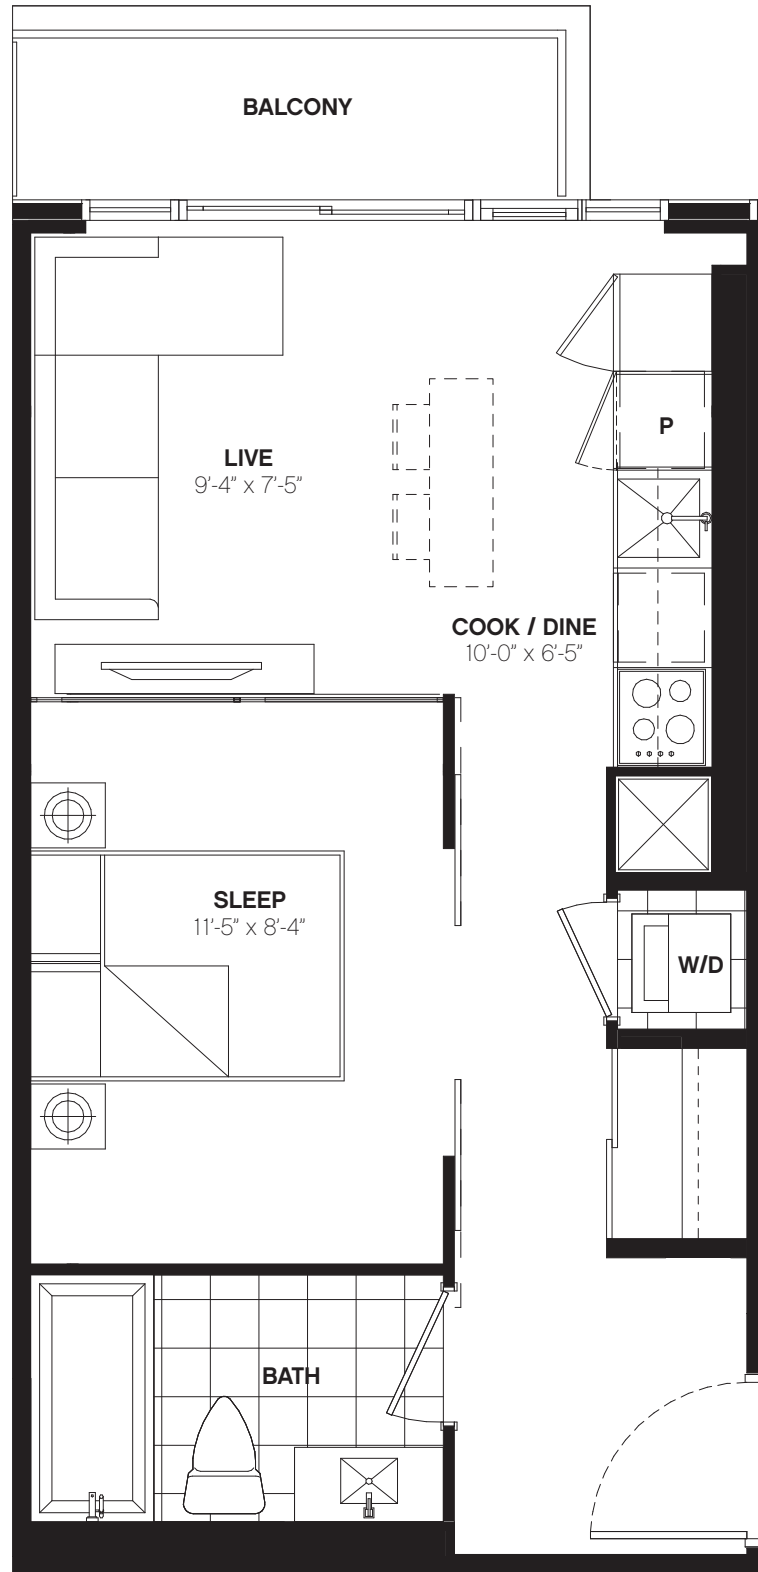 BALCONY
P
LIVE
9'-4" x 7'-5"
COOK / DINE
10'-0" x 6'-5"
SLEEP
11'-5" x 8'-4"
W/D
BATH